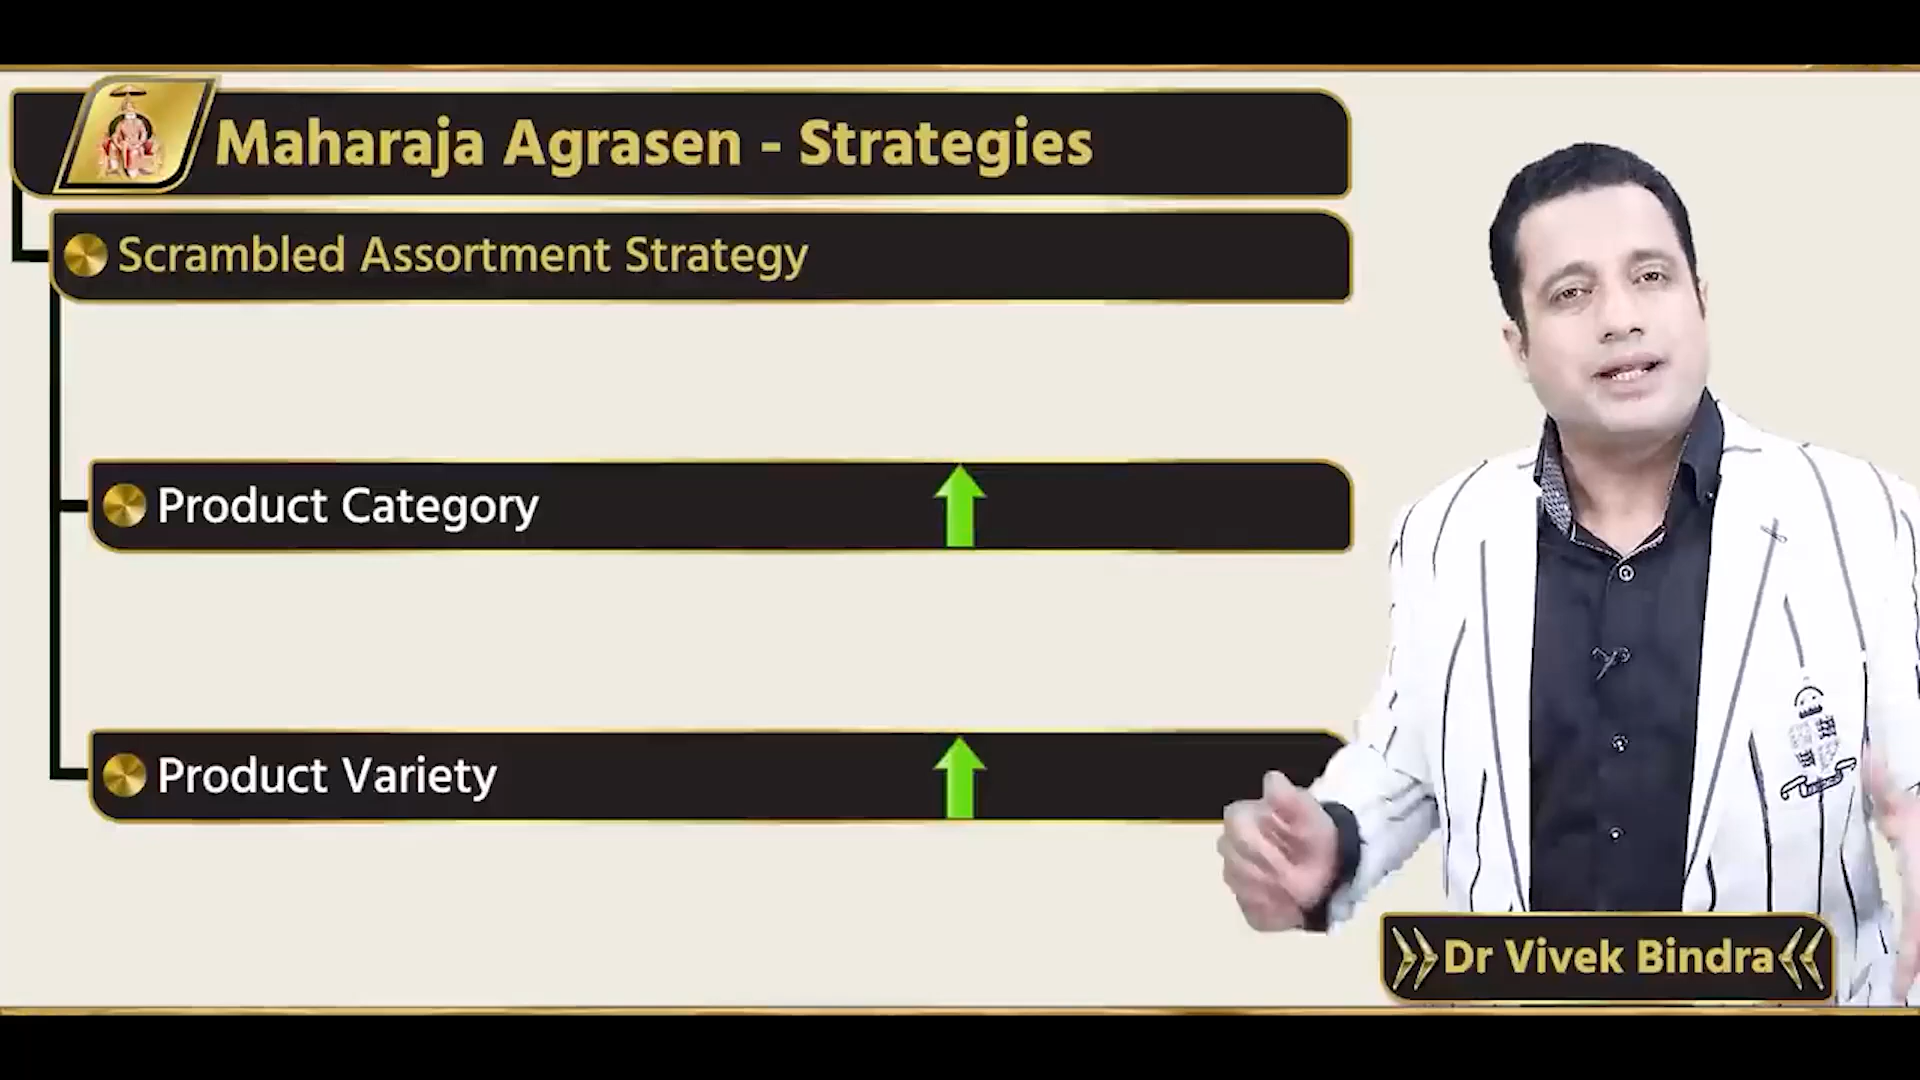 Maharaja Agrasen - Strategies
Scrambled Assortment Strategy
Product Category
Product Variety
Dr Vivek Bindra